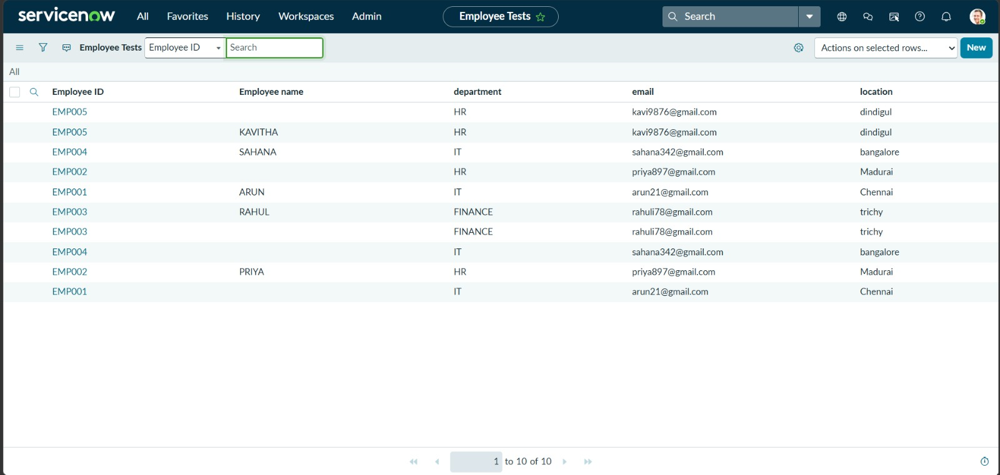 servicenow All Favorites History Workspaces Admin Employee Tests Search
Employee Tests Employee ID Search Actions on selected rows... New
All
Employee ID Employee name department email location
EMP005 HR kavi9876@gmail.com dindigul
EMP005 KAVITHA HR kavi9876@gmail.com dindigul
EMP004 SAHANA IT sahana342@gmail.com bangalore
EMP002 HR priya897@gmail.com Madurai
EMP001 ARUN IT arun21@gmail.com Chennai
EMP003 RAHUL FINANCE rahuli78@gmail.com trichy
EMP003 FINANCE rahuli78@gmail.com trichy
EMP004 IT sahana342@gmail.com bangalore
EMP002 PRIYA HR priya897@gmail.com Madurai
EMP001 IT arun21@gmail.com Chennai
1 to 10 of 10